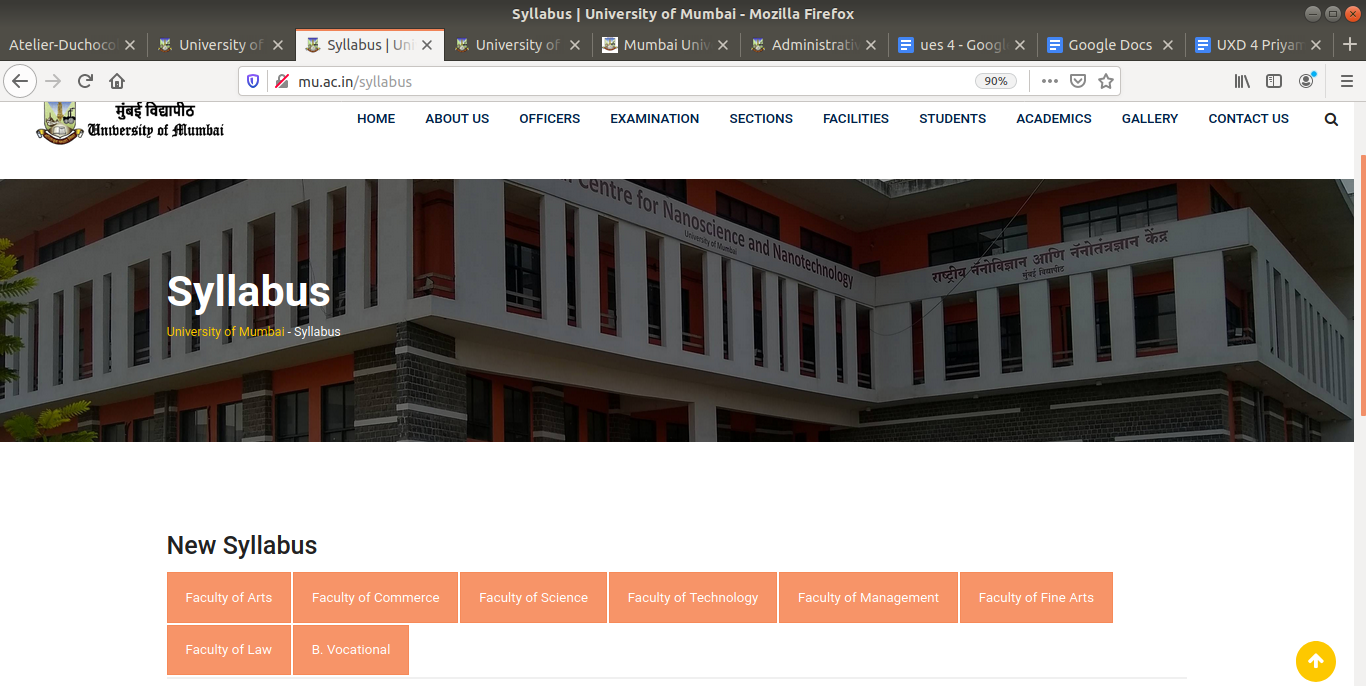 Syllabus | University of Mumbai - Mozilla Firefox
Atelier-Duchoco
University of
Syllabus | Uni
University of
Mumbai Univ
Administrativ
ues 4 - Googl
Google Docs
UXD 4 Priyam
mu.ac.in/syllabus
90%
मुंबई विद्यापीठ
University of Mumbai
HOME ABOUT US OFFICERS EXAMINATION SECTIONS FACILITIES STUDENTS ACADEMICS GALLERY CONTACT US
Centre for Nanoscience and Nanotechnology
University of Mumbai
राष्ट्रीय नॅनोविज्ञान आणि नॅनोतंत्रज्ञान केंद्र
मुंबई विद्यापीठ
Syllabus
University of Mumbai - Syllabus
New Syllabus
Faculty of Arts
Faculty of Commerce
Faculty of Science
Faculty of Technology
Faculty of Management
Faculty of Fine Arts
Faculty of Law
B. Vocational